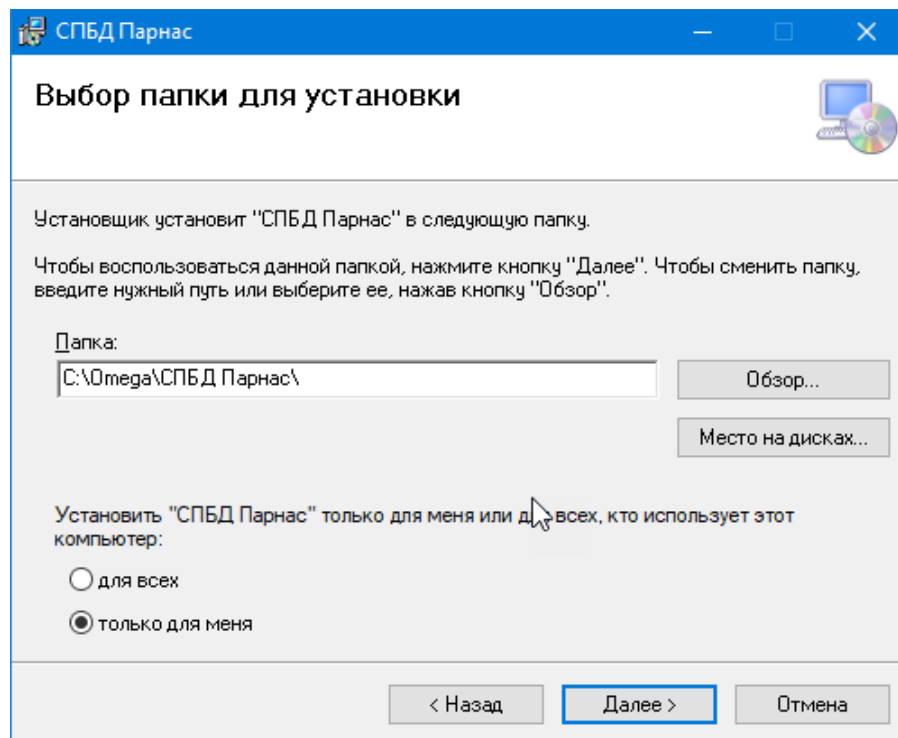 СПБД Парнас
Выбор папки для установки
Установщик установит "СПБД Парнас" в следующую папку.
Чтобы воспользоваться данной папкой, нажмите кнопку "Далее". Чтобы сменить папку,
введите нужный путь или выберите ее, нажав кнопку "Обзор".
Папка:
C:\Omega\СПБД Парнас\
Обзор...
Место на дисках...
Установить "СПБД Парнас" только для меня или для всех, кто использует этот
компьютер:
для всех
только для меня
< Назад
Далее >
Отмена